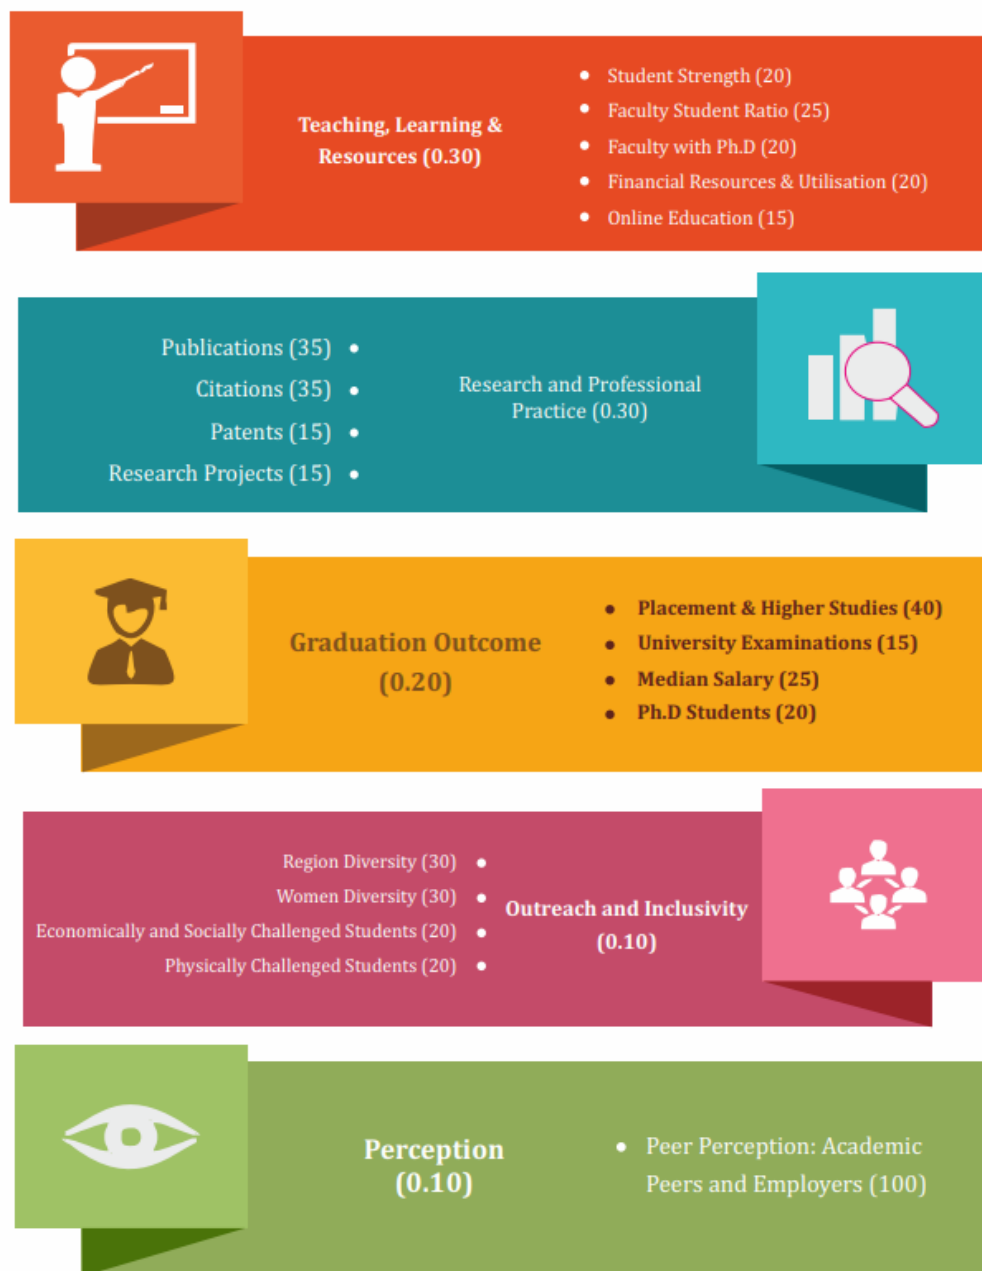 Teaching, Learning &
Resources (0.30)
• Student Strength (20)
• Faculty Student Ratio (25)
• Faculty with Ph.D (20)
• Financial Resources & Utilisation (20)
• Online Education (15)
Publications (35) •
Citations (35) •
Patents (15) •
Research Projects (15) •
Research and Professional
Practice (0.30)
Graduation Outcome
(0.20)
• Placement & Higher Studies (40)
• University Examinations (15)
• Median Salary (25)
• Ph.D Students (20)
Region Diversity (30) •
Women Diversity (30) •
Economically and Socially Challenged Students (20) •
Physically Challenged Students (20) •
Outreach and Inclusivity
(0.10)
Perception
(0.10)
• Peer Perception: Academic
Peers and Employers (100)